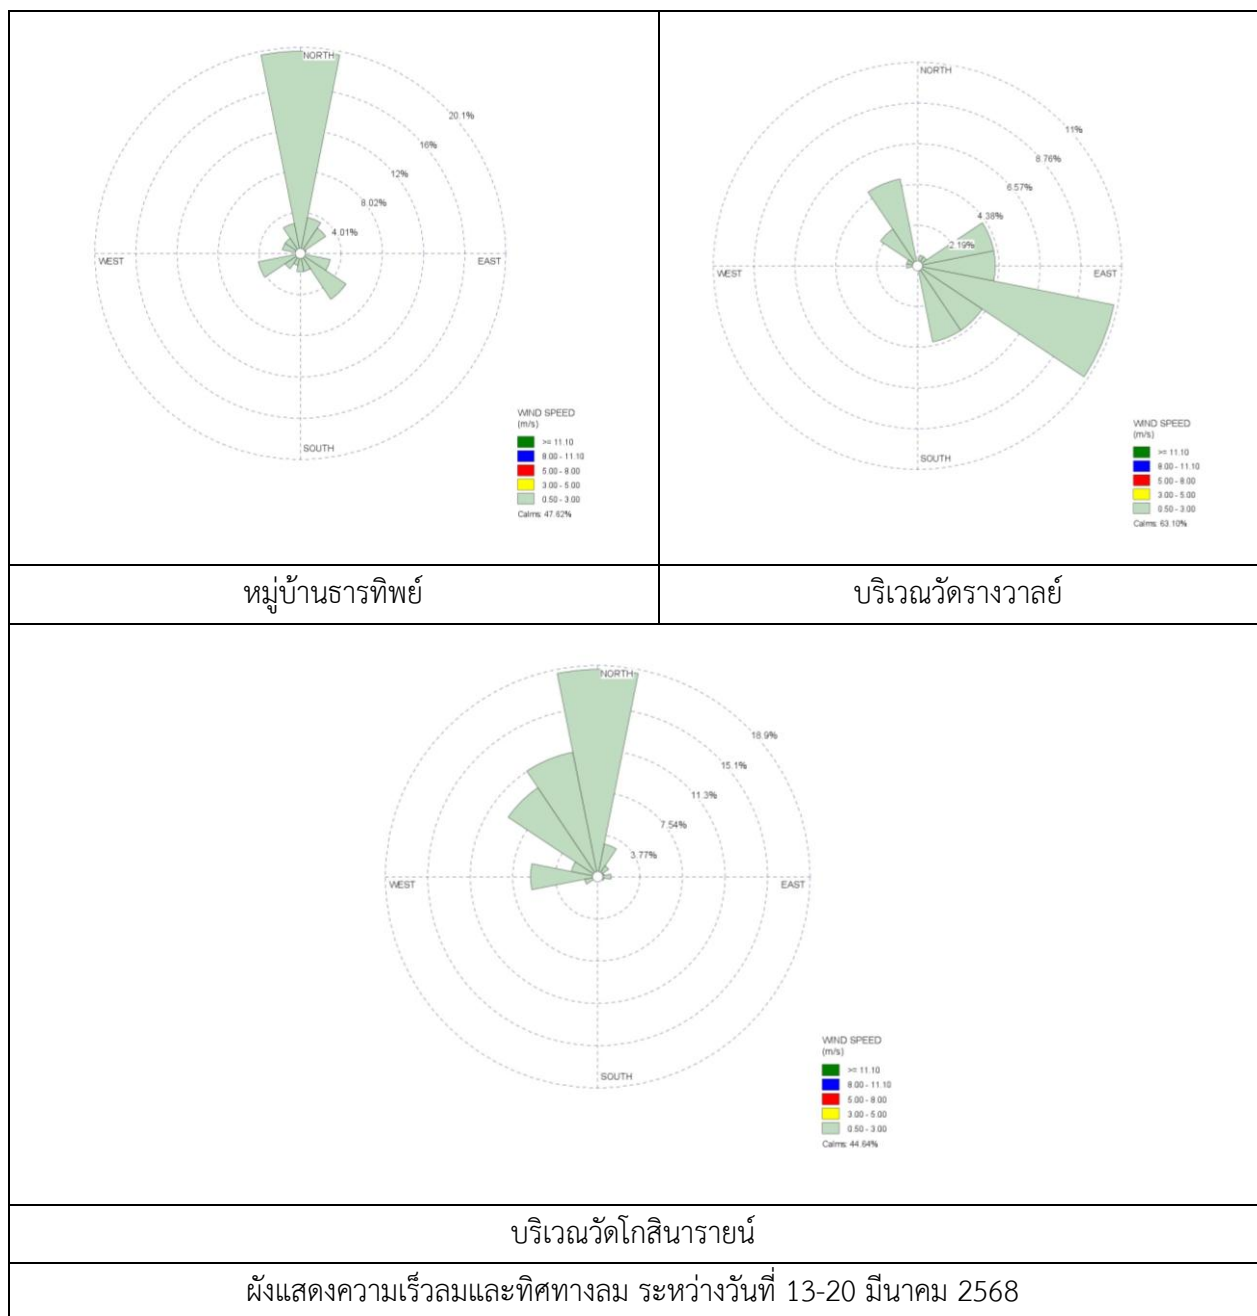 NORTH
20.1%
16%
12%
8.02%
4.01%
WEST
EAST
SOUTH
WIND SPEED
(m/s)
>= 11.10
8.00 - 11.10
5.00 - 8.00
3.00 - 5.00
0.50 - 3.00
Calms: 47.62%
หมู่บ้านธารทิพย์
NORTH
11%
8.76%
6.57%
4.38%
2.19%
WEST
EAST
SOUTH
WIND SPEED
(m/s)
>= 11.10
8.00 - 11.10
5.00 - 8.00
3.00 - 5.00
0.50 - 3.00
Calms: 63.10%
บริเวณวัดรางวาลย์
NORTH
18.9%
15.1%
11.3%
7.54%
3.77%
WEST
EAST
SOUTH
WIND SPEED
(m/s)
>= 11.10
8.00 - 11.10
5.00 - 8.00
3.00 - 5.00
0.50 - 3.00
Calms: 44.64%
บริเวณวัดโกสินารายน์
ผังแสดงความเร็วลมและทิศทางลม ระหว่างวันที่ 13-20 มีนาคม 2568